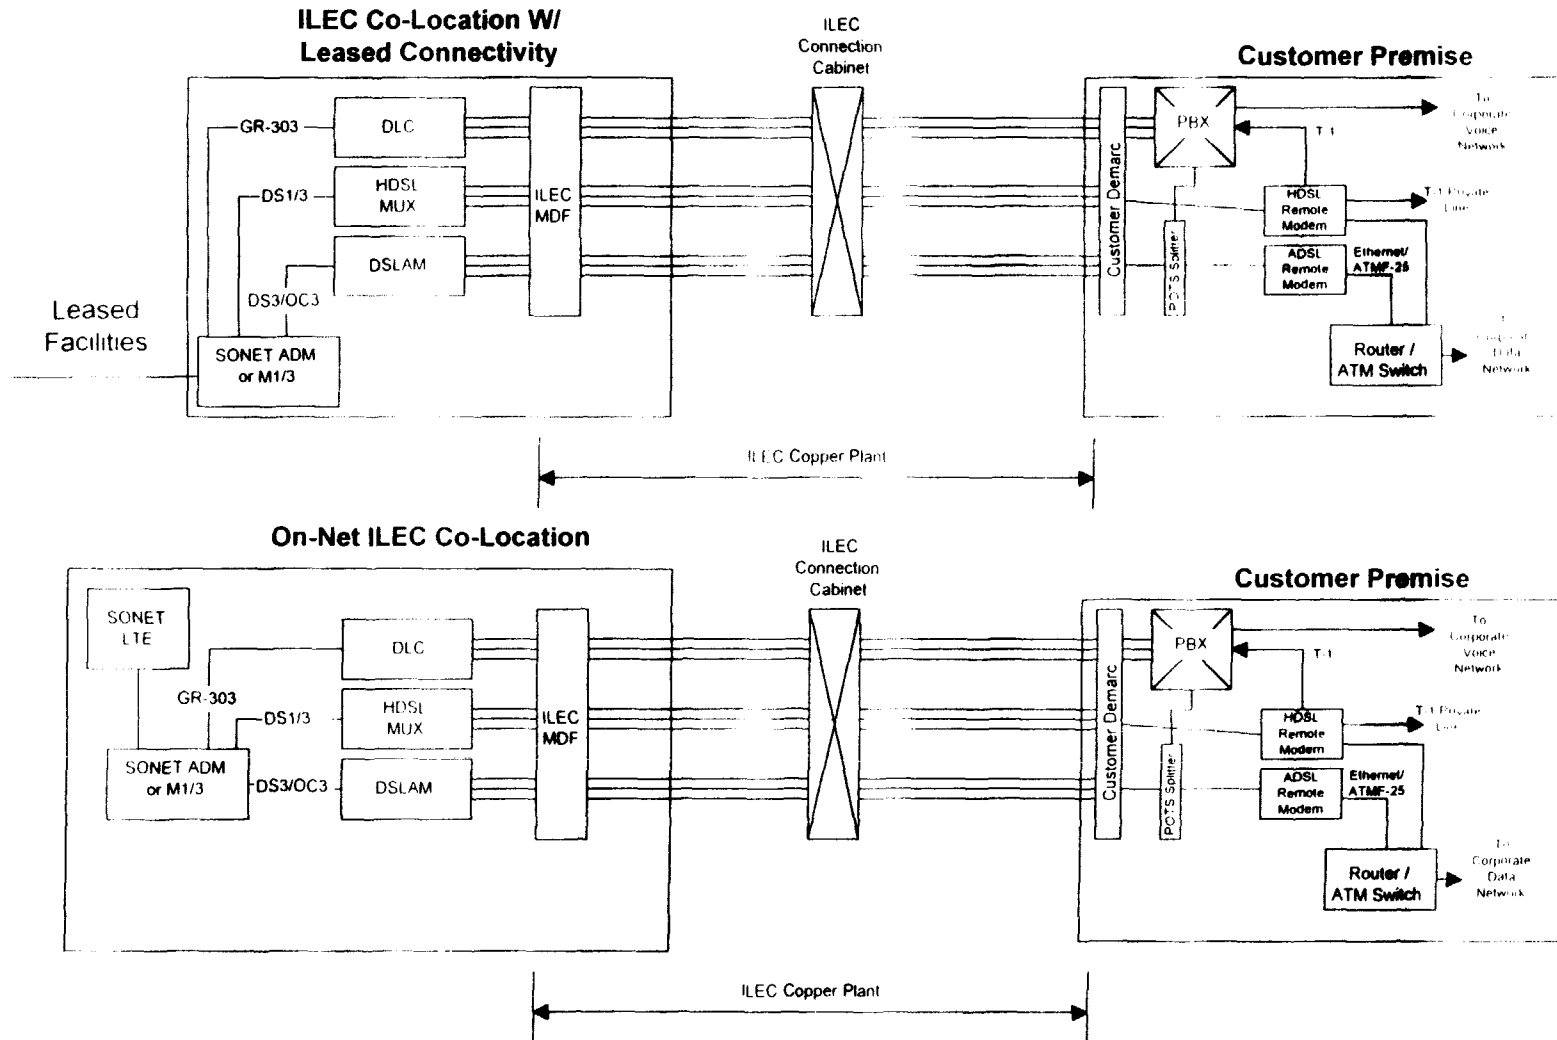 ILEC Co-Location W/
Leased Connectivity
ILEC
Connection
Cabinet
Customer Premise
GR-303
DLC
DS1/3
HDSL
MUX
DSLAM
DS3/OC3
ILEC
MDF
Leased
Facilities
SONET ADM
or M1/3
Customer Demarc
PBX
T-1
To
Corporate
Voice
Network
HDSL
Remote
Modem
T-1 Private
Line
POTS Splitter
ADSL
Remote
Modem
Ethernet/
ATMF-25
Router /
ATM Switch
Data
Network
ILEC Copper Plant
On-Net ILEC Co-Location
ILEC
Connection
Cabinet
Customer Premise
SONET
LTE
DLC
GR-303
DS1/3
HDSL
MUX
ILEC
MDF
SONET ADM
or M1/3
DS3/OC3
DSLAM
Customer Demarc
PBX
T-1
To
Corporate
Voice
Network
HDSL
Remote
Modem
T-1 Private
Line
POTS Splitter
ADSL
Remote
Modem
Ethernet/
ATMF-25
Router /
ATM Switch
To
Corporate
Data
Network
ILEC Copper Plant